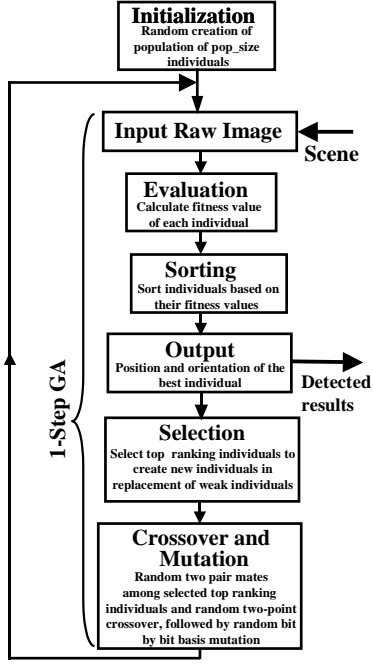 Initialization
Random creation of
population of pop_size
individuals
Input Raw Image
Scene
Evaluation
Calculate fitness value
of each individual
Sorting
Sort individuals based on
their fitness values
Output
Position and orientation of the
best individual
Detected
results
1-Step GA
Selection
Select top ranking individuals to
create new individuals in
replacement of weak individuals
Crossover and
Mutation
Random two pair mates
among selected top ranking
individuals and random two-point
crossover, followed by random bit
by bit basis mutation